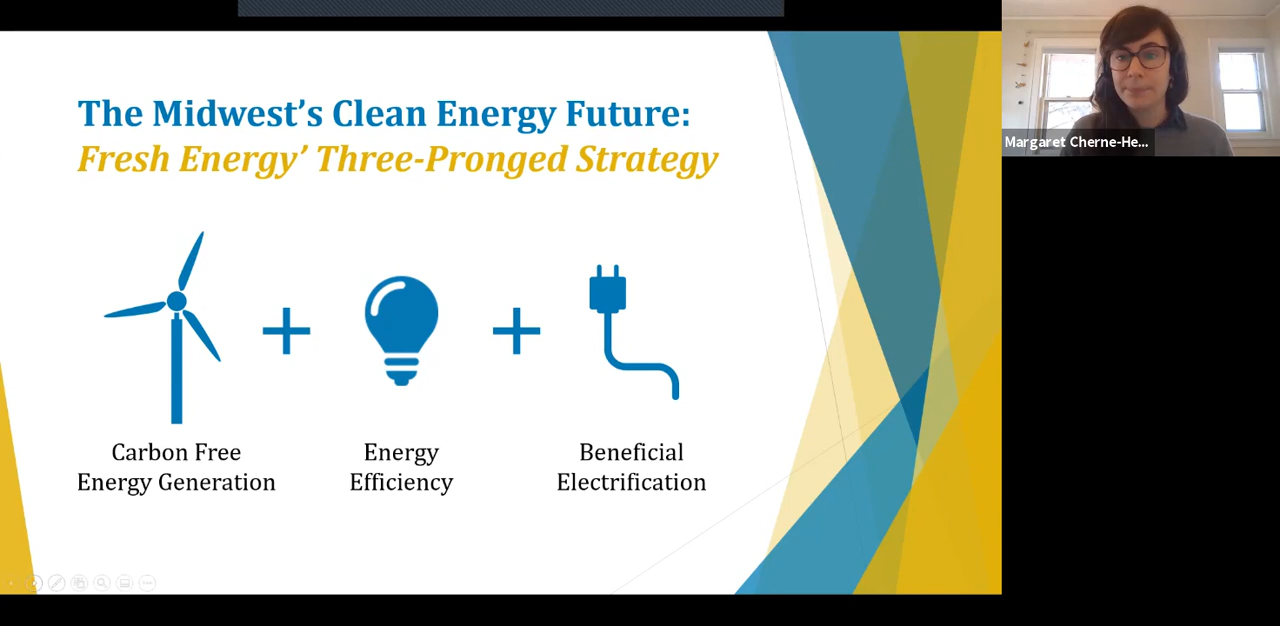 The Midwest’s Clean Energy Future:
Fresh Energy’ Three-Pronged Strategy
Carbon Free
Energy Generation
Energy
Efficiency
Beneficial
Electrification
Margaret Cherne-He...